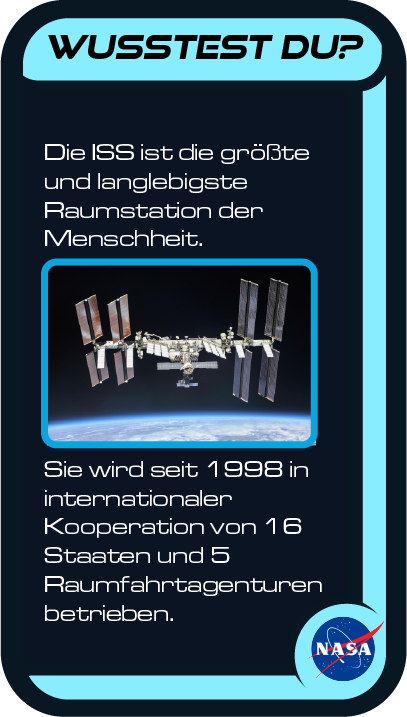 WUSSTEST DU?
Die ISS ist die größte
und langlebigste
Raumstation der
Menschheit.
Sie wird seit 1998 in
internationaler
Kooperation von 16
Staaten und 5
Raumfahrtagenturen
betrieben.
NASA